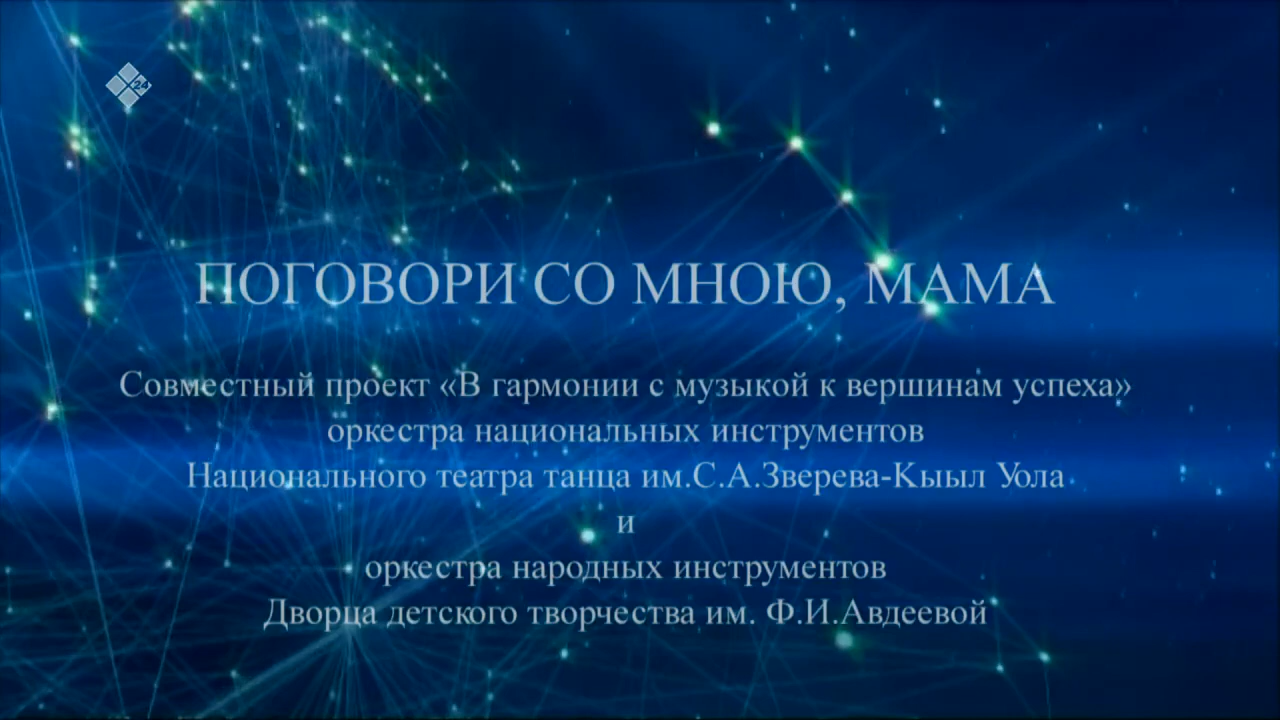 24
ПОГОВОРИ СО МНОЮ, МАМА
Совместный проект «В гармонии с музыкой к вершинам успеха»
оркестра национальных инструментов
Национального театра танца им.С.А.Зверева-Кыыл Уола
и
оркестра народных инструментов
Дворца детского творчества им. Ф.И.Авдеевой